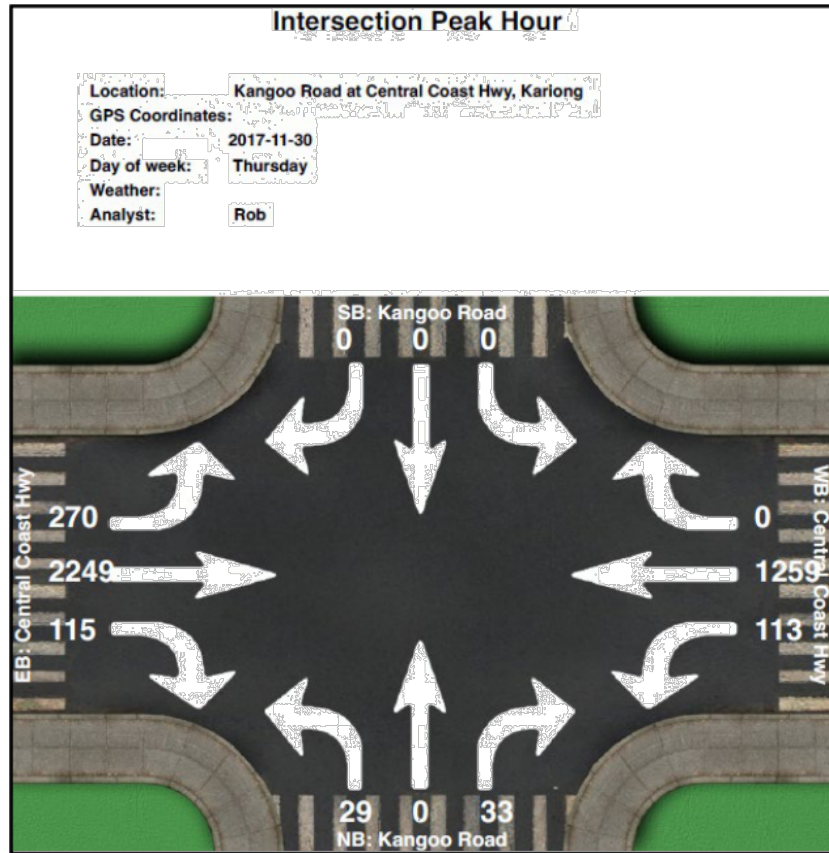 Intersection Peak Hour
Location: Kangoo Road at Central Coast Hwy, Kariong
GPS Coordinates:
Date: 2017-11-30
Day of week: Thursday
Weather:
Analyst: Rob
SB: Kangoo Road
0 0 0
EB: Central Coast Hwy
270
2249
115
WB: Central Coast Hwy
0
1259
113
29 0 33
NB: Kangoo Road